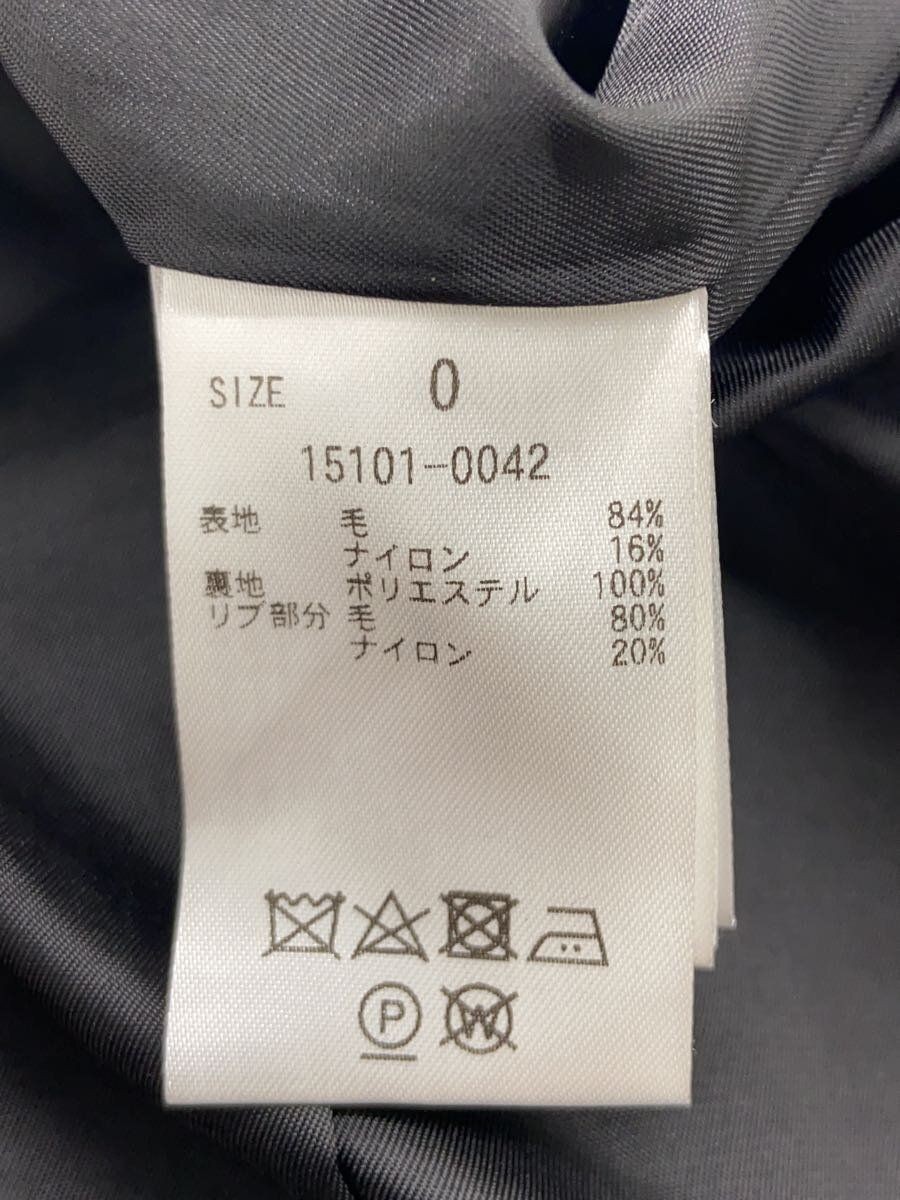 SIZE 0
15101-0042
表地 毛 84%
ナイロン 16%
裏地 ポリエステル 100%
リブ部分 毛 80%
ナイロン 20%
P W